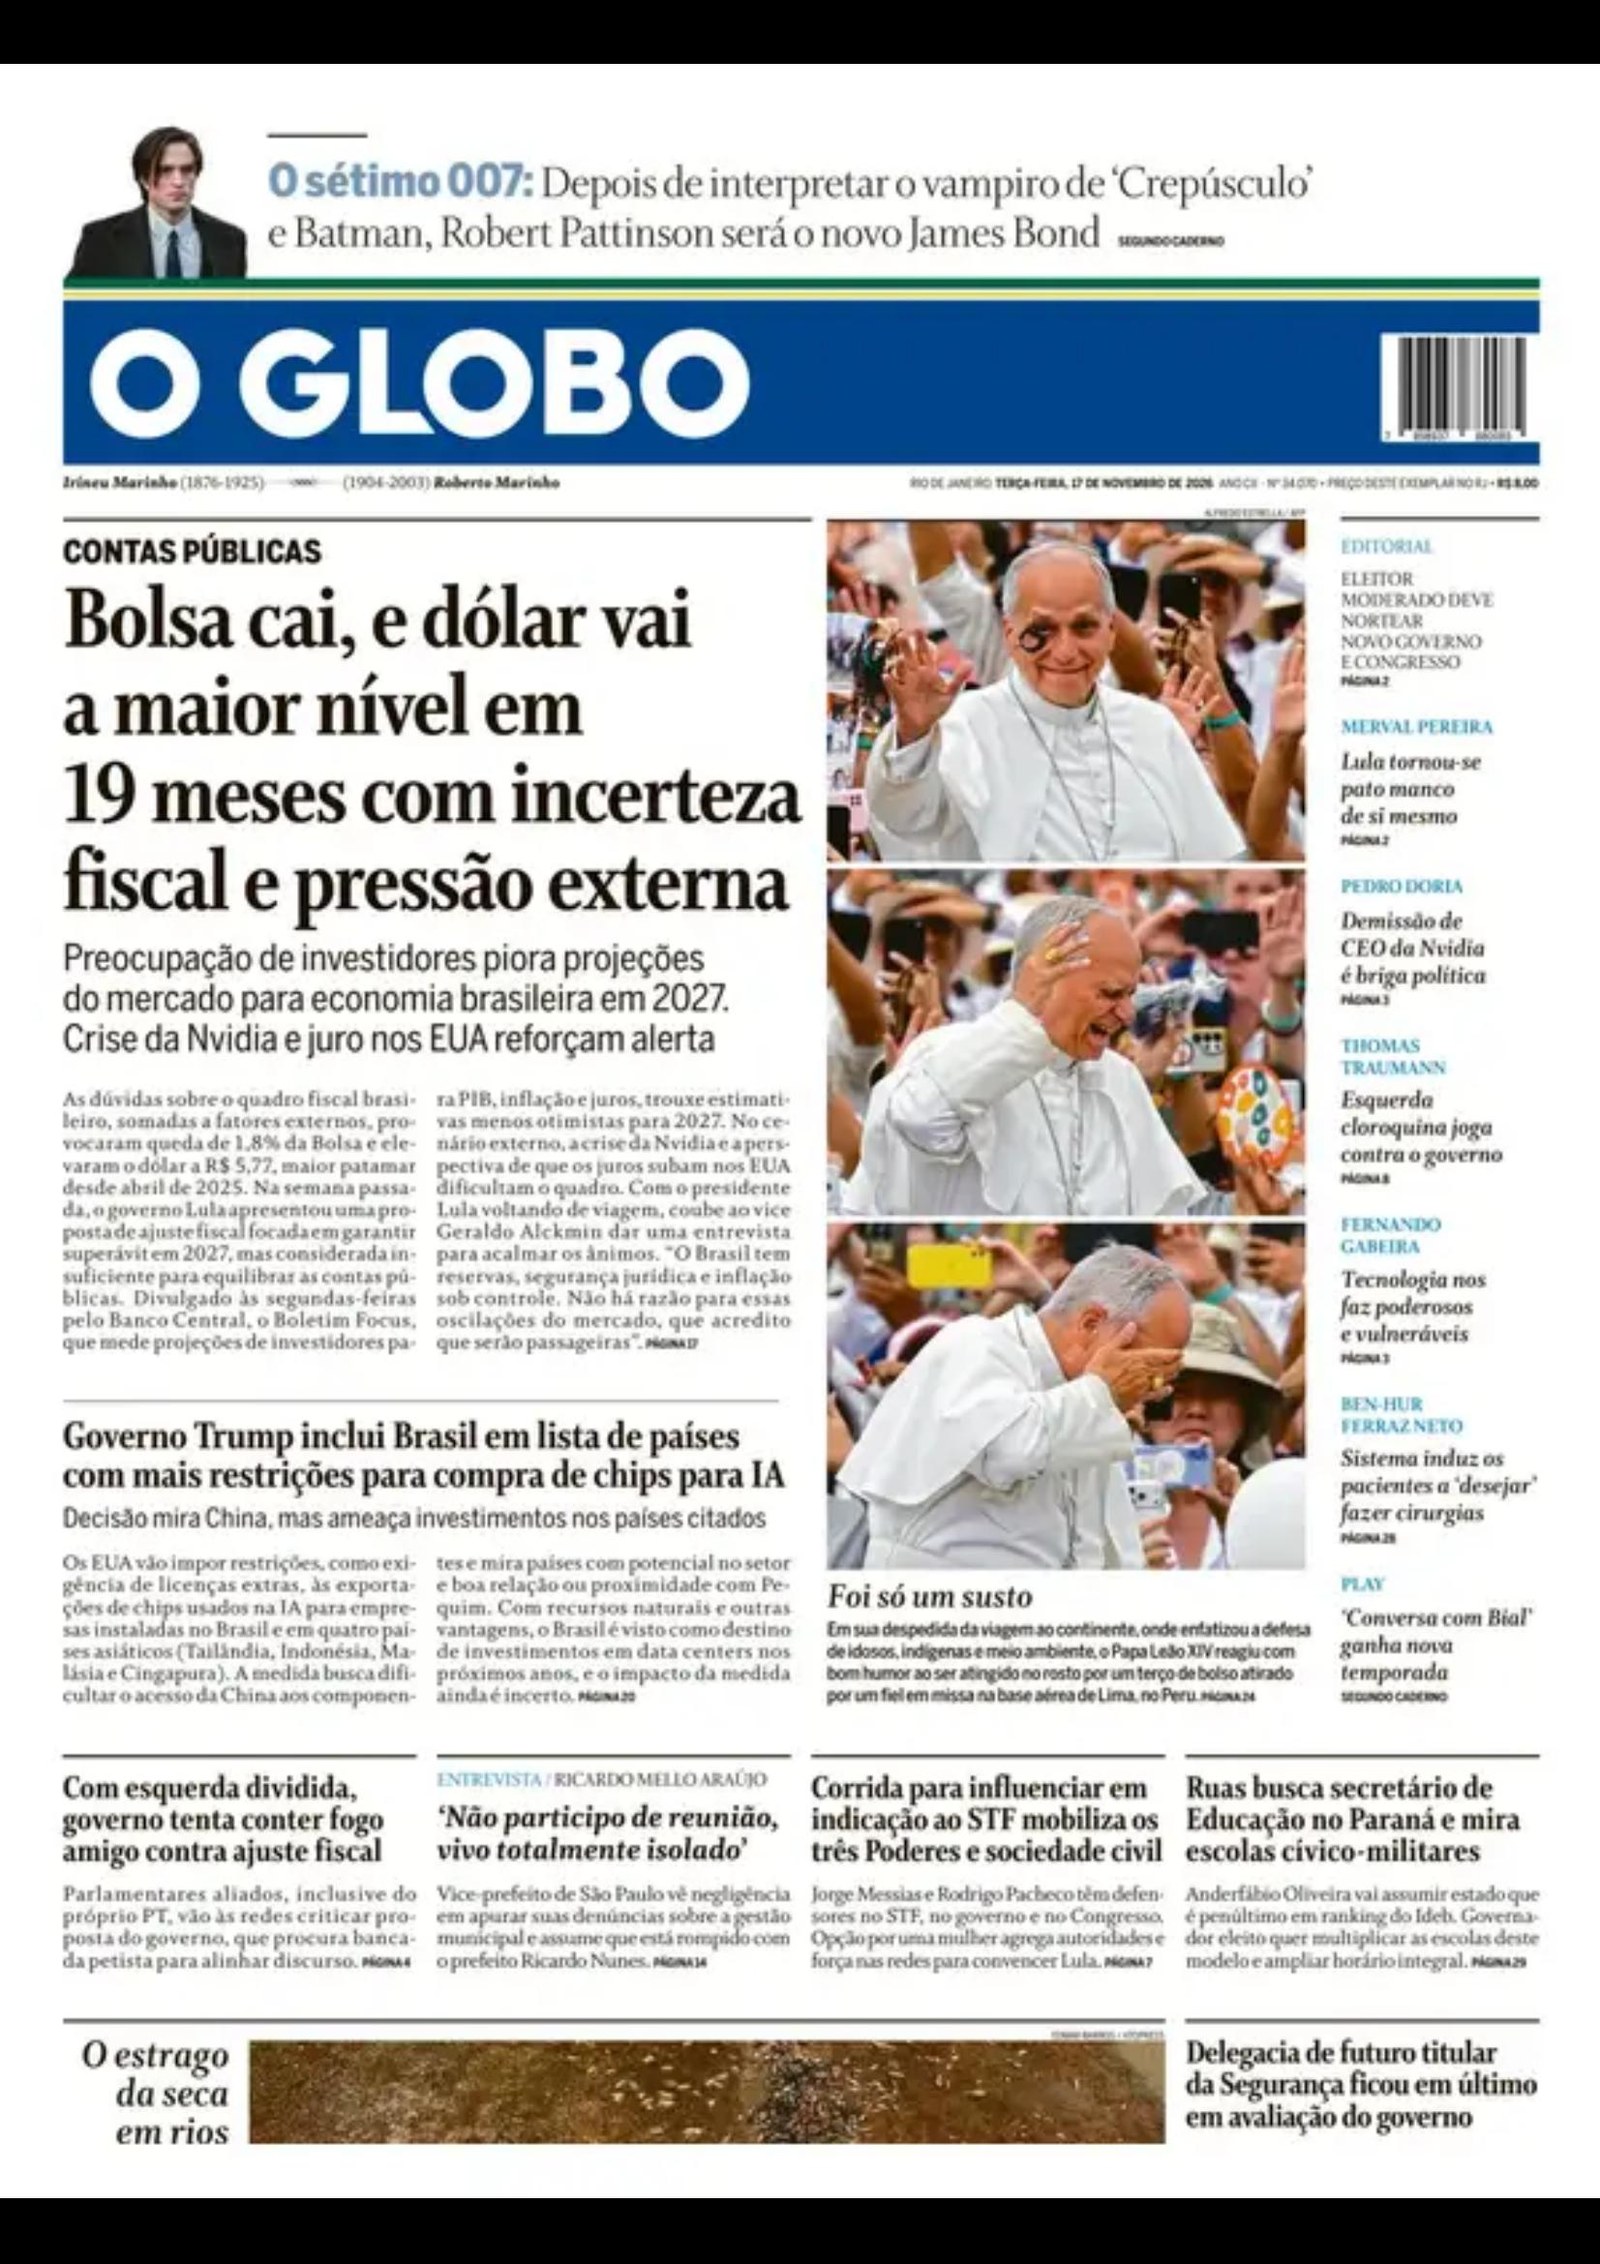 O sétimo 007: Depois de interpretar o vampiro de ‘Crepúsculo’
e Batman, Robert Pattinson será o novo James Bond SEGUNDO CADERNO
O GLOBO
Irineu Marinho (1876-1925) (1904-2003) Roberto Marinho
RIO DE JANEIRO, TERÇA-FEIRA, 17 DE NOVEMBRO DE 2026 ANO CII - Nº 34.070 • PREÇO DESTE EXEMPLAR NO RJ • R$ 8,00
CONTAS PÚBLICAS
Bolsa cai, e dólar vai
a maior nível em
19 meses com incerteza
fiscal e pressão externa
Preocupação de investidores piora projeções
do mercado para economia brasileira em 2027.
Crise da Nvidia e juro nos EUA reforçam alerta
As dúvidas sobre o quadro fiscal brasi-
leiro, somadas a fatores externos, pro-
vocaram queda de 1,8% da Bolsa e ele-
varam o dólar a R$ 5,77, maior patamar
desde abril de 2025. Na semana passa-
da, o governo Lula apresentou uma pro-
posta de ajuste fiscal focada em garantir
superávit em 2027, mas considerada in-
suficiente para equilibrar as contas pú-
blicas. Divulgado às segundas-feiras
pelo Banco Central, o Boletim Focus,
que mede projeções de investidores pa-
ra PIB, inflação e juros, trouxe estimati-
vas menos otimistas para 2027. No ce-
nário externo, a crise da Nvidia e a pers-
pectiva de que os juros subam nos EUA
dificultam o quadro. Com o presidente
Lula voltando de viagem, coube ao vice
Geraldo Alckmin dar uma entrevista
para acalmar os ânimos. “O Brasil tem
reservas, segurança jurídica e inflação
sob controle. Não há razão para essas
oscilações do mercado, que acredito
que serão passageiras”. PÁGINA 17
Governo Trump inclui Brasil em lista de países
com mais restrições para compra de chips para IA
Decisão mira China, mas ameaça investimentos nos países citados
Os EUA vão impor restrições, como exi-
gência de licenças extras, às exporta-
ções de chips usados na IA para empre-
sas instaladas no Brasil e em quatro paí-
ses asiáticos (Tailândia, Indonésia, Ma-
lásia e Cingapura). A medida busca difi-
cultar o acesso da China aos componen-
tes e mira países com potencial no setor
e boa relação ou proximidade com Pe-
quim. Com recursos naturais e outras
vantagens, o Brasil é visto como destino
de investimentos em data centers nos
próximos anos, e o impacto da medida
ainda é incerto. PÁGINA 20
ALFREDO ESTRELLA / AFP
Foi só um susto
Em sua despedida da viagem ao continente, onde enfatizou a defesa
de idosos, indígenas e meio ambiente, o Papa Leão XIV reagiu com
bom humor ao ser atingido no rosto por um terço de bolso atirado
por um fiel em missa na base aérea de Lima, no Peru. PÁGINA 24
EDITORIAL
ELEITOR
MODERADO DEVE
NORTEAR
NOVO GOVERNO
E CONGRESSO
PÁGINA 2
MERVAL PEREIRA
Lula tornou-se
pato manco
de si mesmo
PÁGINA 2
PEDRO DORIA
Demissão de
CEO da Nvidia
é briga política
PÁGINA 3
THOMAS
TRAUMANN
Esquerda
cloroquina joga
contra o governo
PÁGINA 8
FERNANDO
GABEIRA
Tecnologia nos
faz poderosos
e vulneráveis
PÁGINA 3
BEN-HUR
FERRAZ NETO
Sistema induz os
pacientes a ‘desejar’
fazer cirurgias
PÁGINA 28
PLAY
‘Conversa com Bial’
ganha nova
temporada
SEGUNDO CADERNO
Com esquerda dividida,
governo tenta conter fogo
amigo contra ajuste fiscal
Parlamentares aliados, inclusive do
próprio PT, vão às redes criticar pro-
posta do governo, que procura banca-
da petista para alinhar discurso. PÁGINA 4
ENTREVISTA / RICARDO MELLO ARAÚJO
‘Não participo de reunião,
vivo totalmente isolado’
Vice-prefeito de São Paulo vê negligência
em apurar suas denúncias sobre a gestão
municipal e assume que está rompido com
o prefeito Ricardo Nunes. PÁGINA 14
Corrida para influenciar em
indicação ao STF mobiliza os
três Poderes e sociedade civil
Jorge Messias e Rodrigo Pacheco têm defen-
sores no STF, no governo e no Congresso.
Opção por uma mulher agrega autoridades e
força nas redes para convencer Lula. PÁGINA 7
Ruas busca secretário de
Educação no Paraná e mira
escolas cívico-militares
Anderfábio Oliveira vai assumir estado que
é penúltimo em ranking do Ideb. Governa-
dor eleito quer multiplicar as escolas deste
modelo e ampliar horário integral. PÁGINA 29
O estrago
da seca
em rios
Delegacia de futuro titular
da Segurança ficou em último
em avaliação do governo